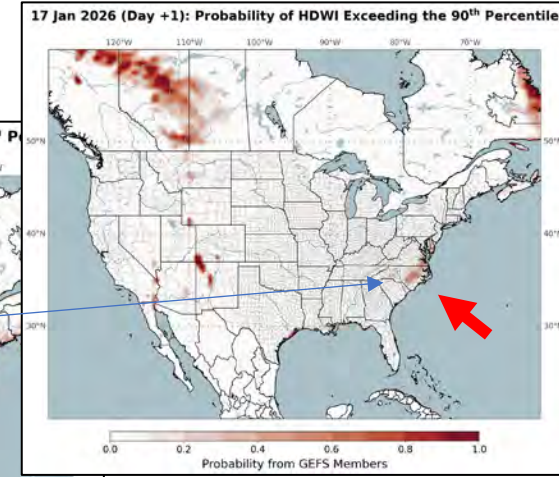 17 Jan 2026 (Day +1): Probability of HDWI Exceeding the 90th Percentile
120°W 110°W 100°W 90°W 80°W 70°W
50°N 50°N
40°N 40°N
30°N 30°N
0.0 0.2 0.4 0.6 0.8 1.0
Probability from GEFS Members